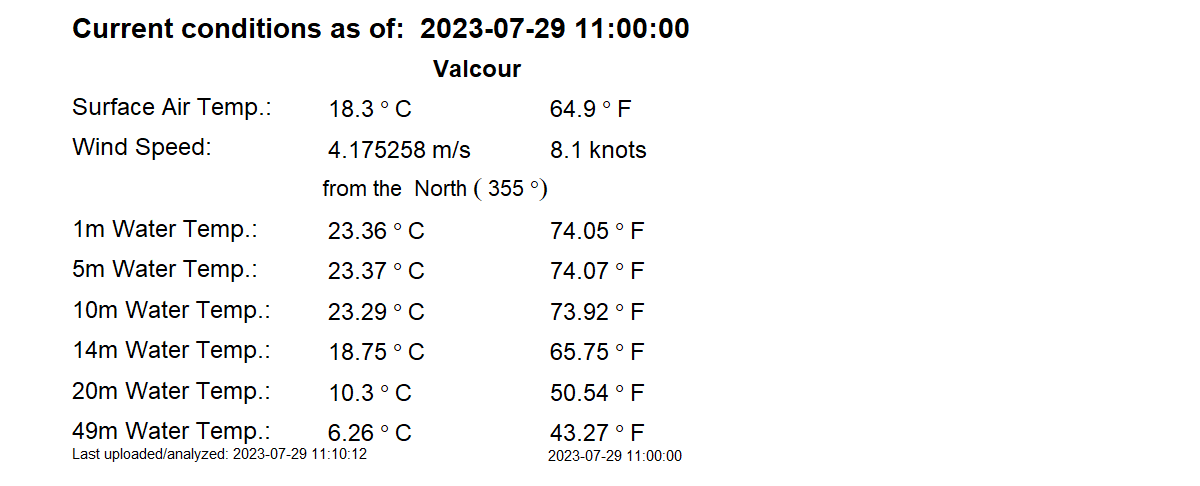 Current conditions as of: 2023-07-29 11:00:00
Valcour
Surface Air Temp.: 18.3 ° C 64.9 ° F
Wind Speed: 4.175258 m/s 8.1 knots
from the North ( 355 °)
1m Water Temp.: 23.36 ° C 74.05 ° F
5m Water Temp.: 23.37 ° C 74.07 ° F
10m Water Temp.: 23.29 ° C 73.92 ° F
14m Water Temp.: 18.75 ° C 65.75 ° F
20m Water Temp.: 10.3 ° C 50.54 ° F
49m Water Temp.: 6.26 ° C 43.27 ° F
Last uploaded/analyzed: 2023-07-29 11:10:12 2023-07-29 11:00:00